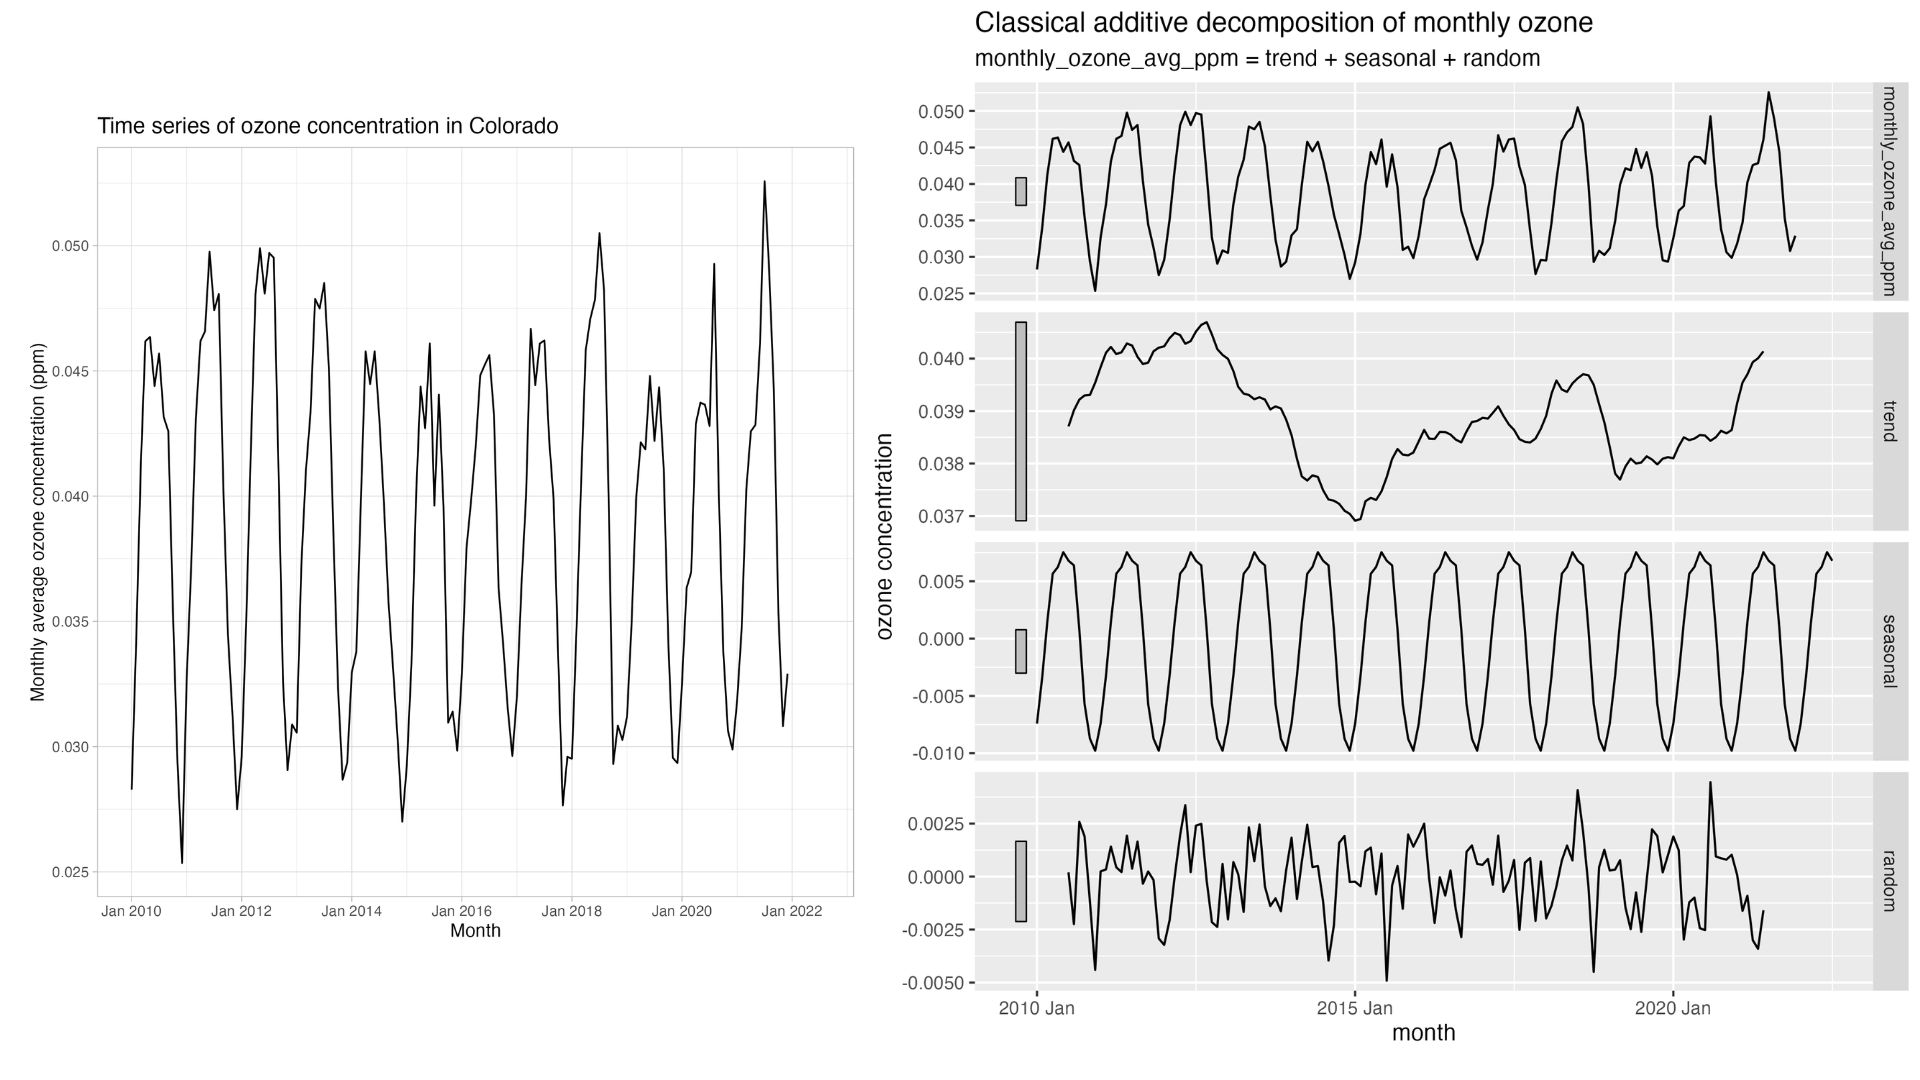 Time series of ozone concentration in Colorado
Monthly average ozone concentration (ppm)
0.050
0.045
0.040
0.035
0.030
0.025
Jan 2010 Jan 2012 Jan 2014 Jan 2016 Jan 2018 Jan 2020 Jan 2022
Month
Classical additive decomposition of monthly ozone
monthly_ozone_avg_ppm = trend + seasonal + random
ozone concentration
0.050
0.045
0.040
0.035
0.030
0.025
monthly_ozone_avg_ppm
0.040
0.039
0.038
0.037
trend
0.005
0.000
-0.005
-0.010
seasonal
0.0025
0.0000
-0.0025
-0.0050
random
2010 Jan 2015 Jan 2020 Jan
month